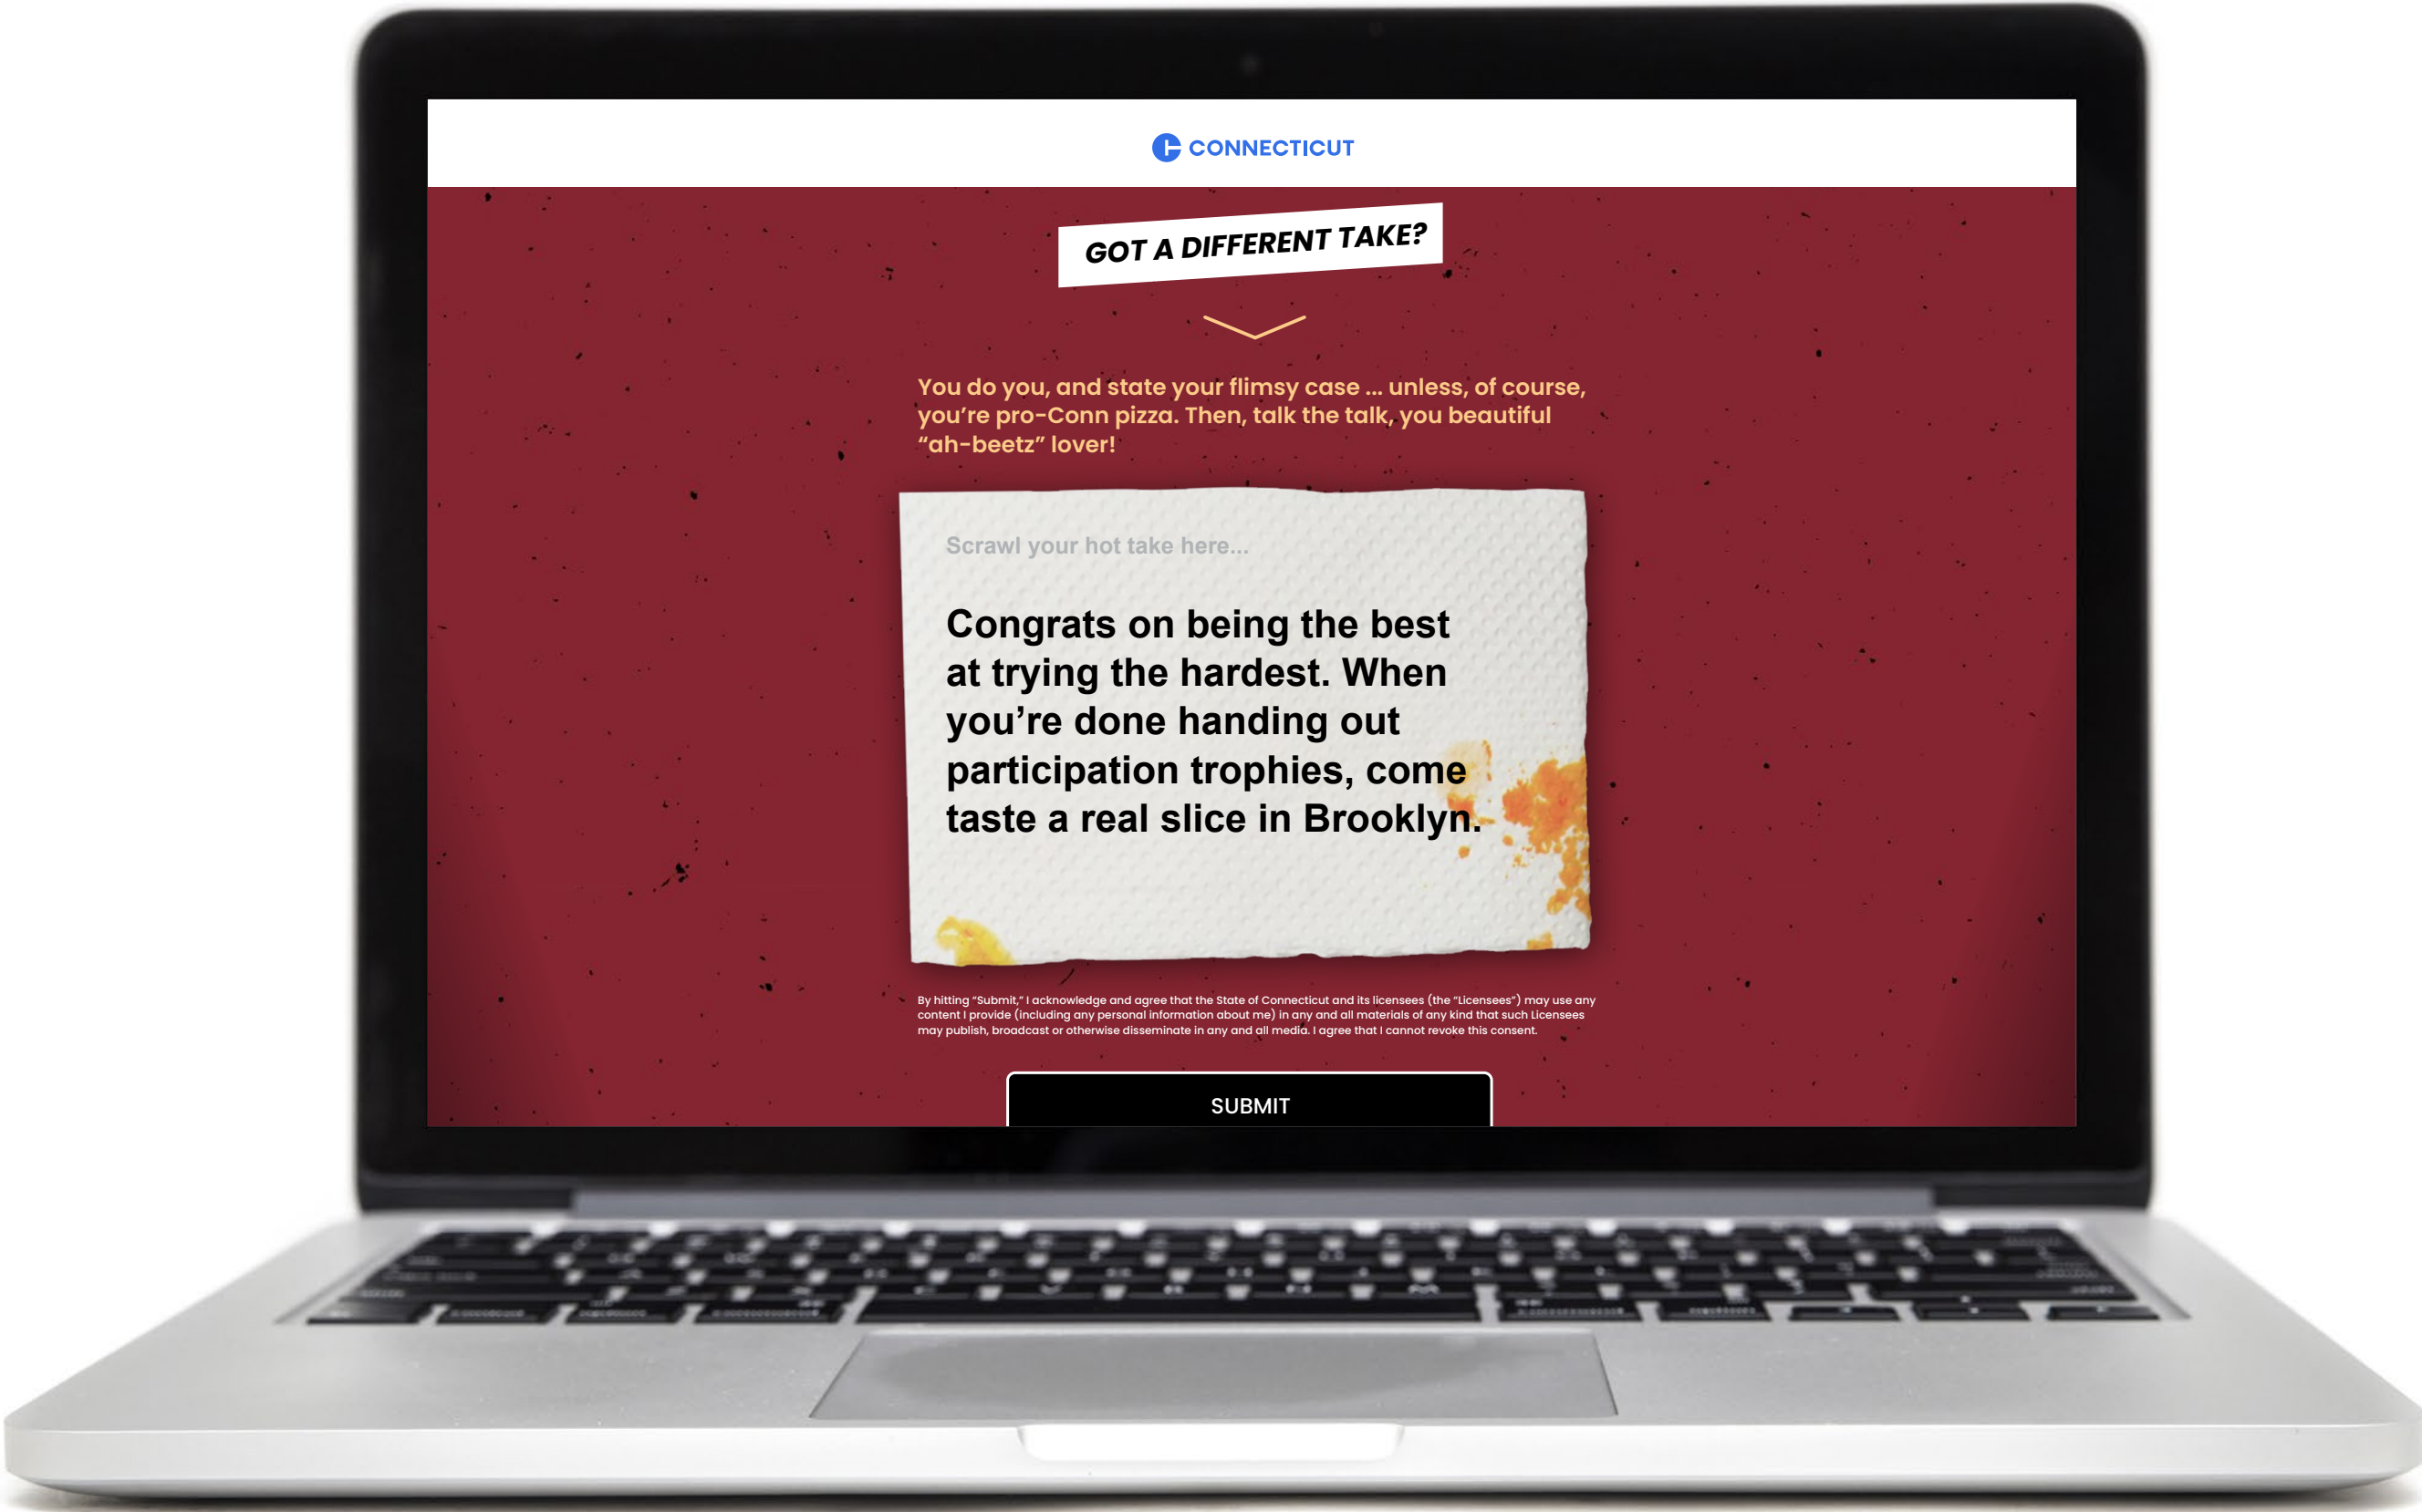 CONNECTICUT
GOT A DIFFERENT TAKE?
You do you, and state your flimsy case ... unless, of course,
you’re pro-Conn pizza. Then, talk the talk, you beautiful
“ah-beetz” lover!
Scrawl your hot take here...
Congrats on being the best
at trying the hardest. When
you’re done handing out
participation trophies, come
taste a real slice in Brooklyn.
By hitting “Submit,” I acknowledge and agree that the State of Connecticut and its licensees (the “Licensees”) may use any
content I provide (including any personal information about me) in any and all materials of any kind that such Licensees
may publish, broadcast or otherwise disseminate in any and all media. I agree that I cannot revoke this consent.
SUBMIT